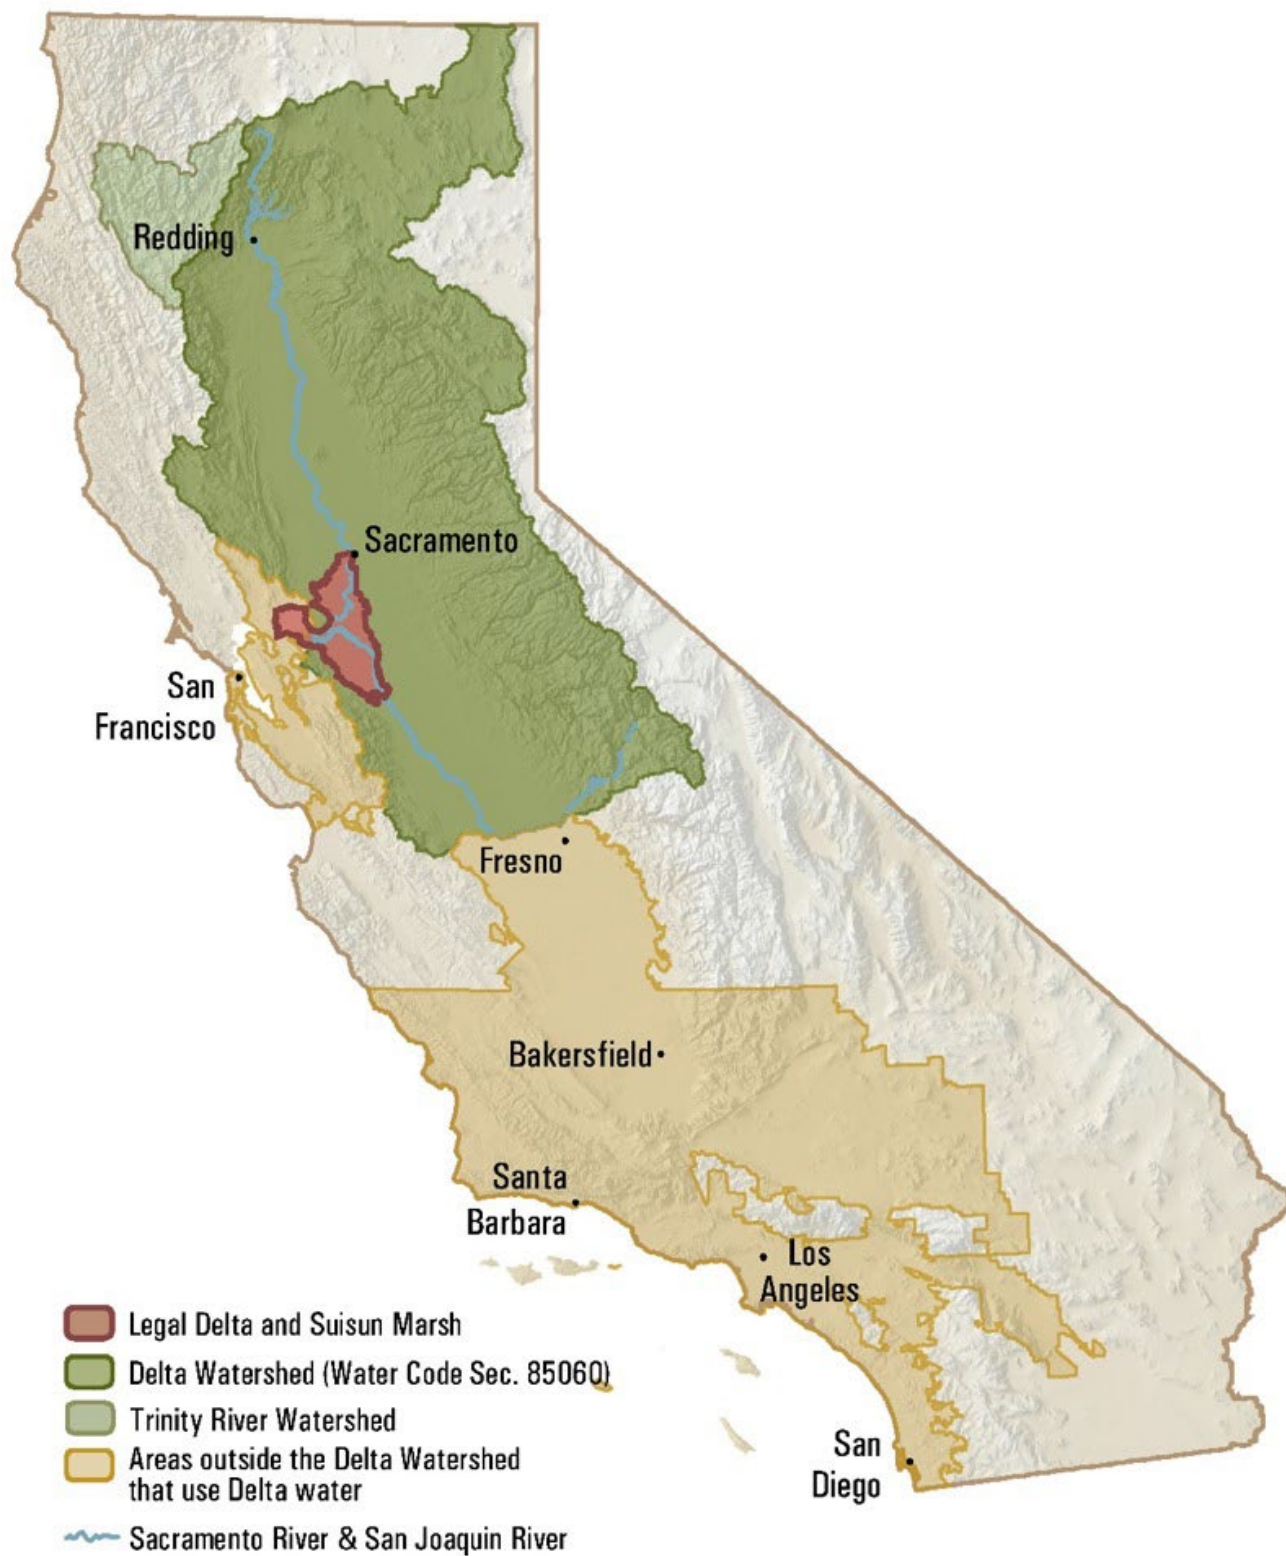 Redding
Sacramento
San
Francisco
Fresno
Bakersfield
Santa
Barbara
Los
Angeles
San
Diego
Legal Delta and Suisun Marsh
Delta Watershed (Water Code Sec. 85060)
Trinity River Watershed
Areas outside the Delta Watershed
that use Delta water
Sacramento River & San Joaquin River